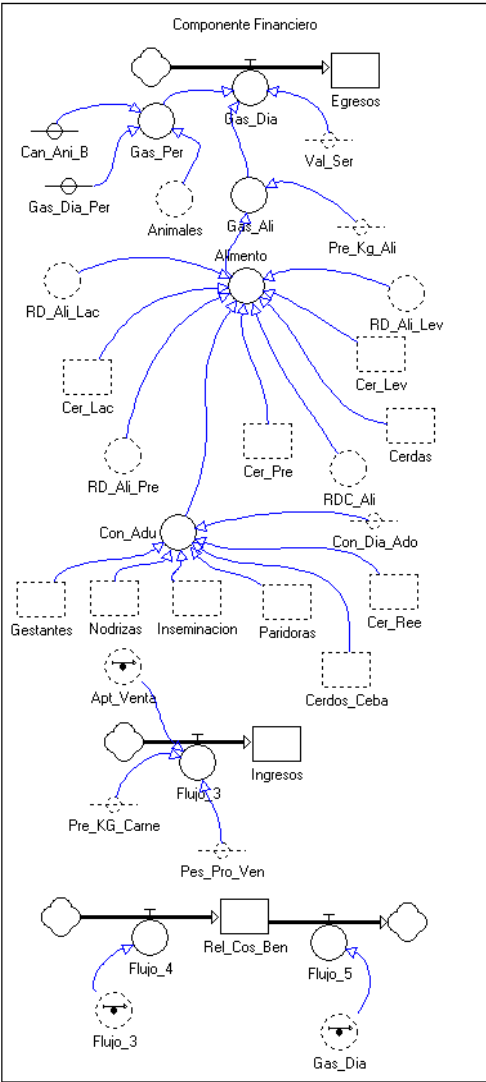 Componente Financiero
Egresos
Gas_Dia
Can_Ani_B
Gas_Per
Val_Ser
Gas_Dia_Per
Animales
Gas_Ali
Pre_Kg_Ali
Alimento
RD_Ali_Lac
RD_Ali_Lev
Cer_Lac
Cer_Lev
Cerdas
RD_Ali_Pre
Cer_Pre
RDC_Ali
Con_Adu
Con_Dia_Ado
Gestantes
Nodrizas
Inseminacion
Paridoras
Cer_Ree
Cerdos_Ceba
Apt_Venta
Ingresos
Flujo_3
Pre_KG_Carne
Pes_Pro_Ven
Rel_Cos_Ben
Flujo_4
Flujo_5
Flujo_3
Gas_Dia